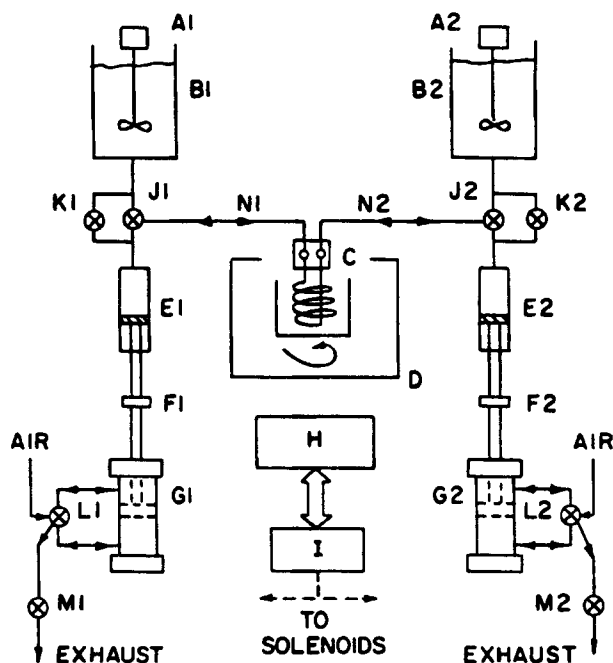 A1
A2
B1
B2
K1
J1
N1
N2
J2
K2
C
E1
E2
D
F1
F2
AIR
H
AIR
L1
G1
G2
L2
I
M1
TO
SOLENOIDS
M2
EXHAUST
EXHAUST